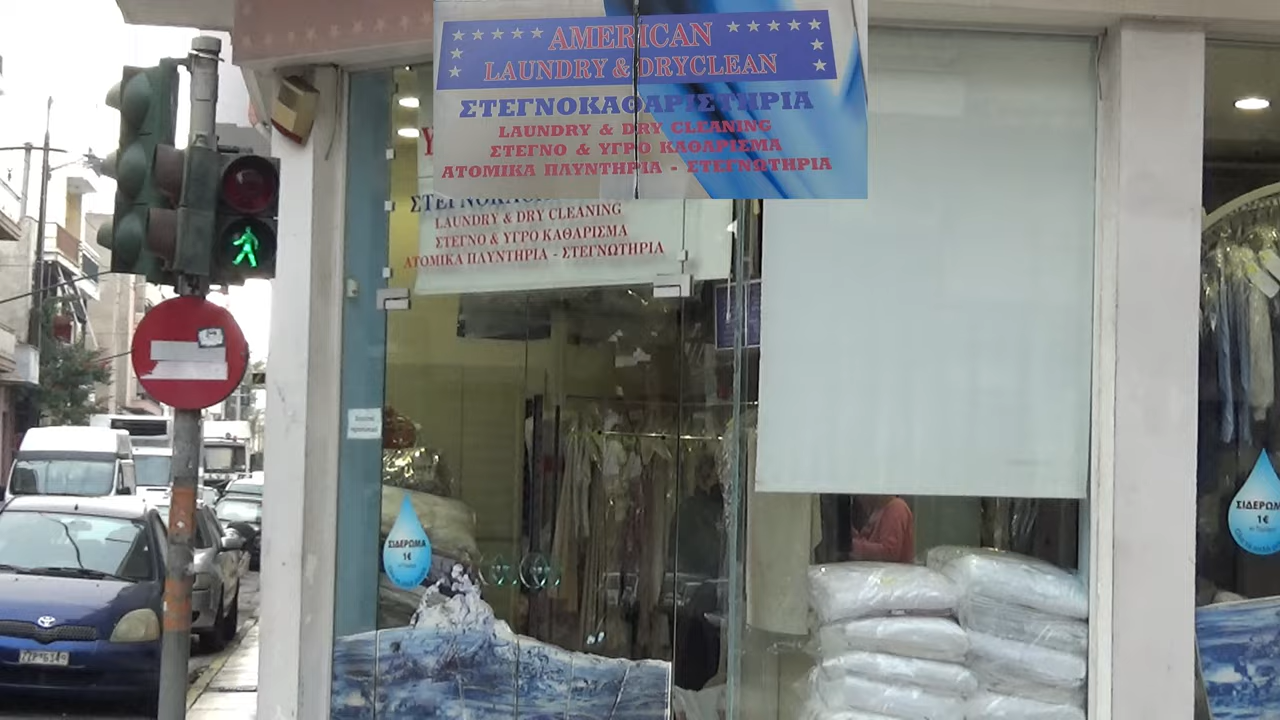 AMERICAN
LAUNDRY & DRYCLEAN
ΣΤΕΓΝΟΚΑΘΑΡΙΣΤΗΡΙΑ
LAUNDRY & DRY CLEANING
ΣΤΕΓΝΟ & ΥΓΡΟ ΚΑΘΑΡΙΣΜΑ
ΑΤΟΜΙΚΑ ΠΛΥΝΤΗΡΙΑ - ΣΤΕΓΝΩΤΗΡΙΑ
LAUNDRY & DRY CLEANING
ΣΤΕΓΝΟ & ΥΓΡΟ ΚΑΘΑΡΙΣΜΑ
ΑΤΟΜΙΚΑ ΠΛΥΝΤΗΡΙΑ - ΣΤΕΓΝΩΤΗΡΙΑ
ΣΙΔΕΡΩΜΑ
1€
ΣΙΔΕΡΩΜ
1€